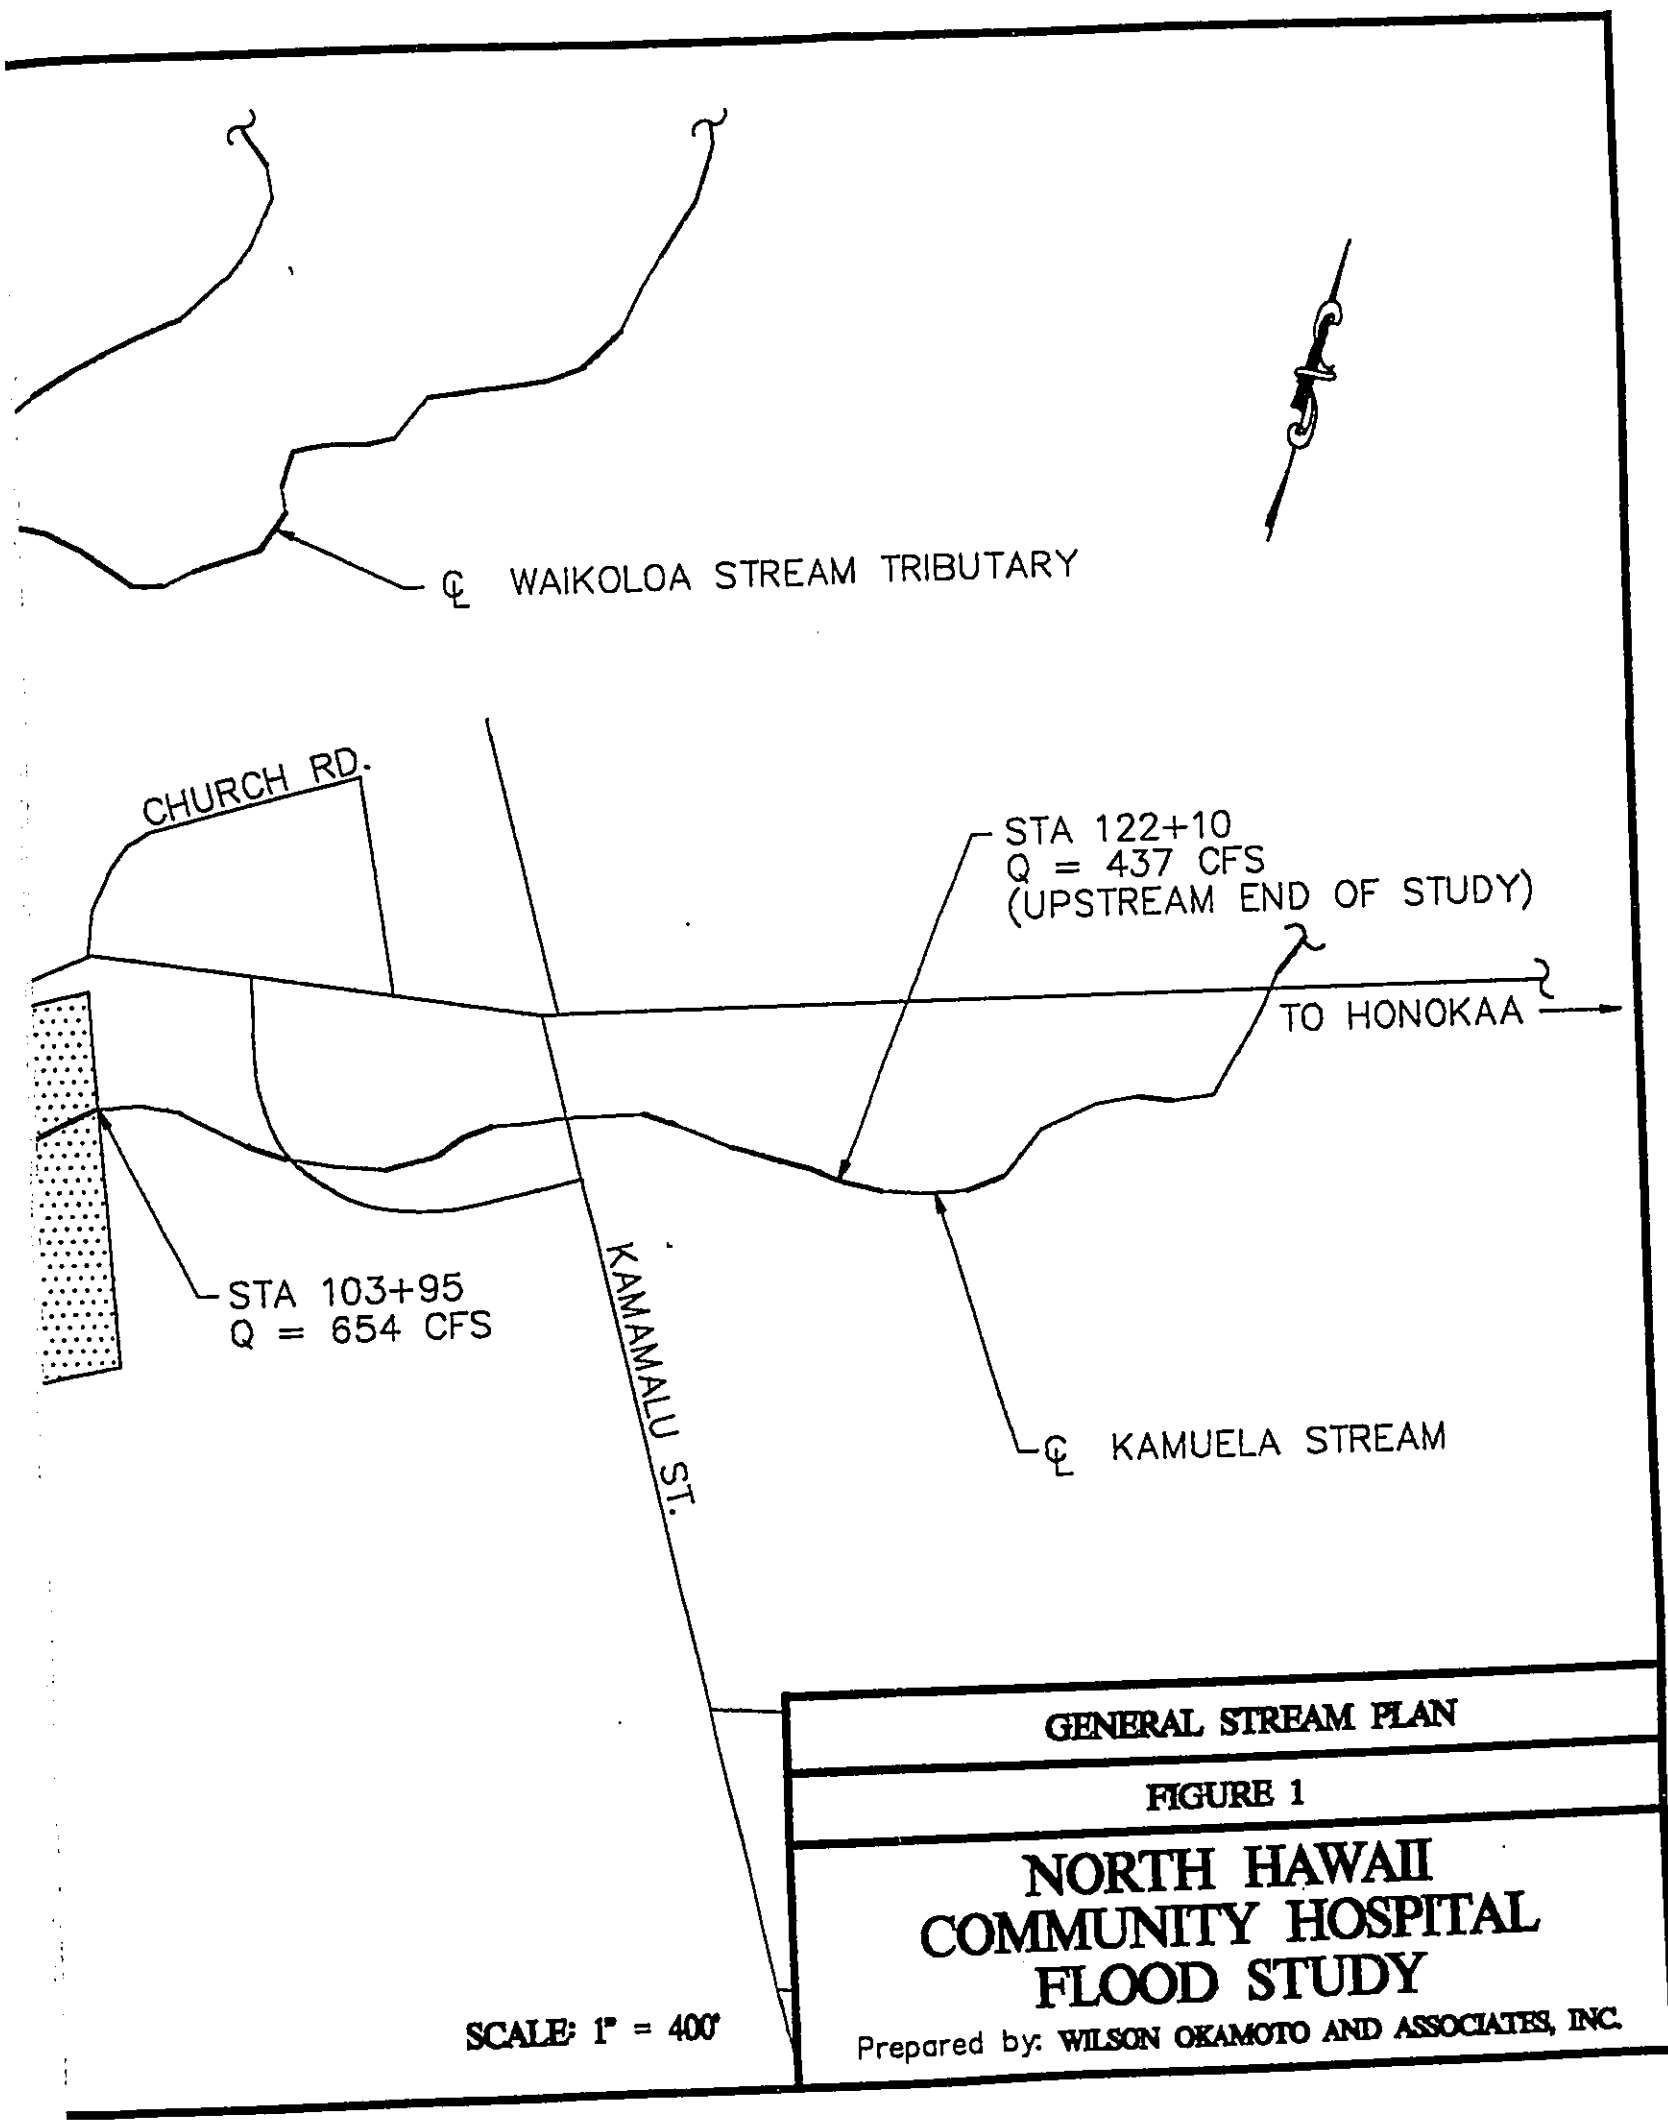 ℄ WAIKOLOA STREAM TRIBUTARY
CHURCH RD.
STA 122+10
Q = 437 CFS
(UPSTREAM END OF STUDY)
TO HONOKAA
STA 103+95
Q = 654 CFS
KAMAMALU ST.
℄ KAMUELA STREAM
GENERAL STREAM PLAN
FIGURE 1
NORTH HAWAII
COMMUNITY HOSPITAL
FLOOD STUDY
Prepared by: WILSON OKAMOTO AND ASSOCIATES, INC.
SCALE: 1" = 400'